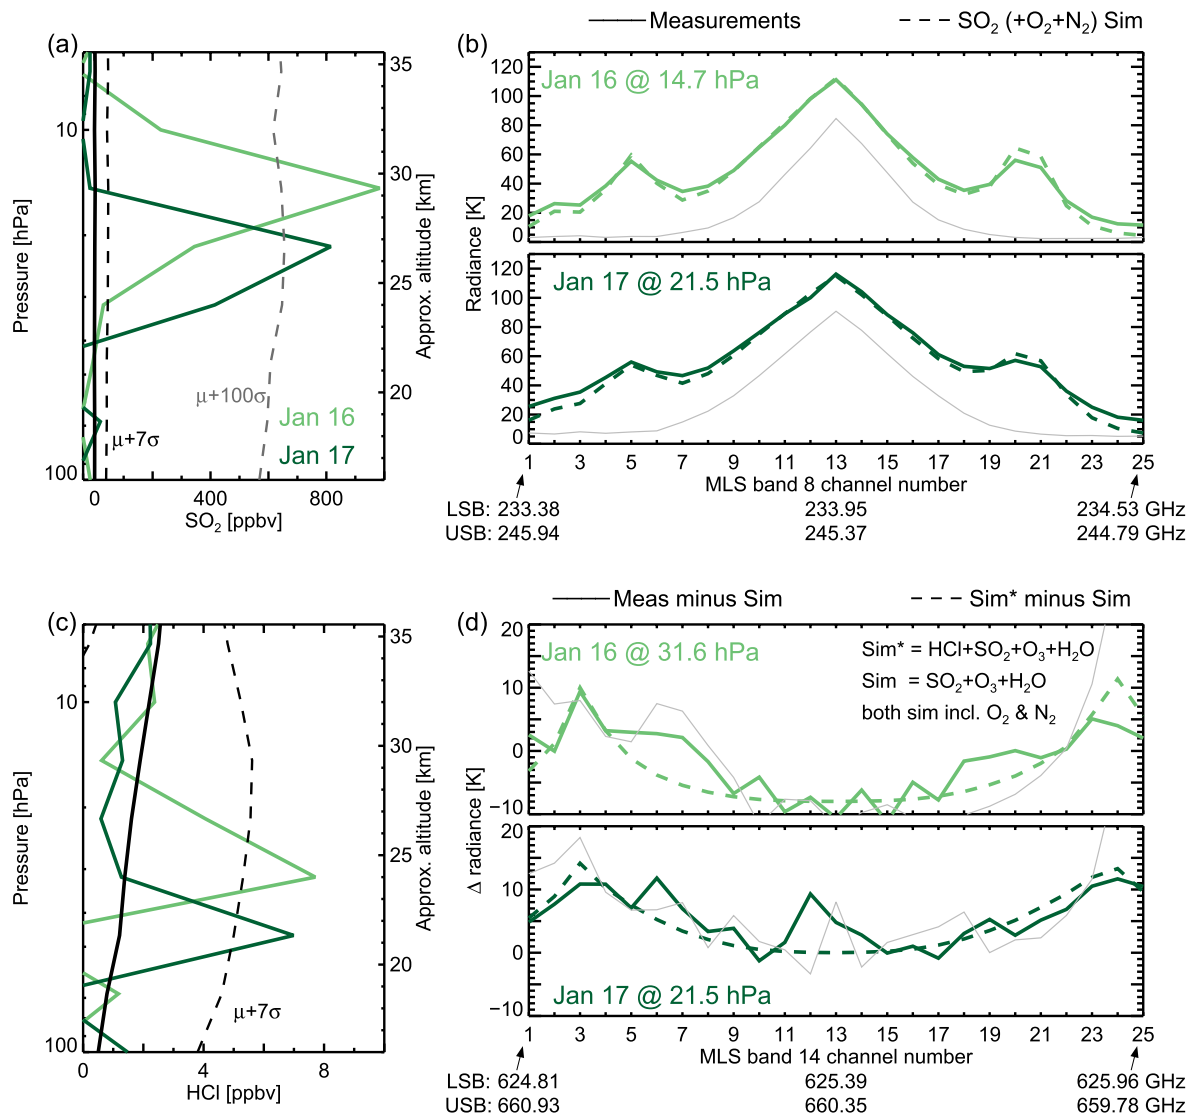 Measurements
SO2 (+O2+N2) Sim
(a)
10
100
Pressure [hPa]
0 400 800
SO2 [ppbv]
35
30
25
20
Approx. altitude [km]
μ+100σ
μ+7σ
Jan 16
Jan 17
(b)
Jan 16 @ 14.7 hPa
120
100
80
60
40
20
0
Radiance [K]
Jan 17 @ 21.5 hPa
120
100
80
60
40
20
0
1 3 5 7 9 11 13 15 17 19 21 23 25
MLS band 8 channel number
LSB: 233.38 233.95 234.53 GHz
USB: 245.94 245.37 244.79 GHz
Meas minus Sim
Sim* minus Sim
(c)
10
100
Pressure [hPa]
0 4 8
HCl [ppbv]
35
30
25
20
Approx. altitude [km]
μ+7σ
(d)
Jan 16 @ 31.6 hPa
Sim* = HCl+SO2+O3+H2O
Sim = SO2+O3+H2O
both sim incl. O2 & N2
20
10
0
−10
Δ radiance [K]
20
10
0
−10
Jan 17 @ 21.5 hPa
1 3 5 7 9 11 13 15 17 19 21 23 25
MLS band 14 channel number
LSB: 624.81 625.39 625.96 GHz
USB: 660.93 660.35 659.78 GHz